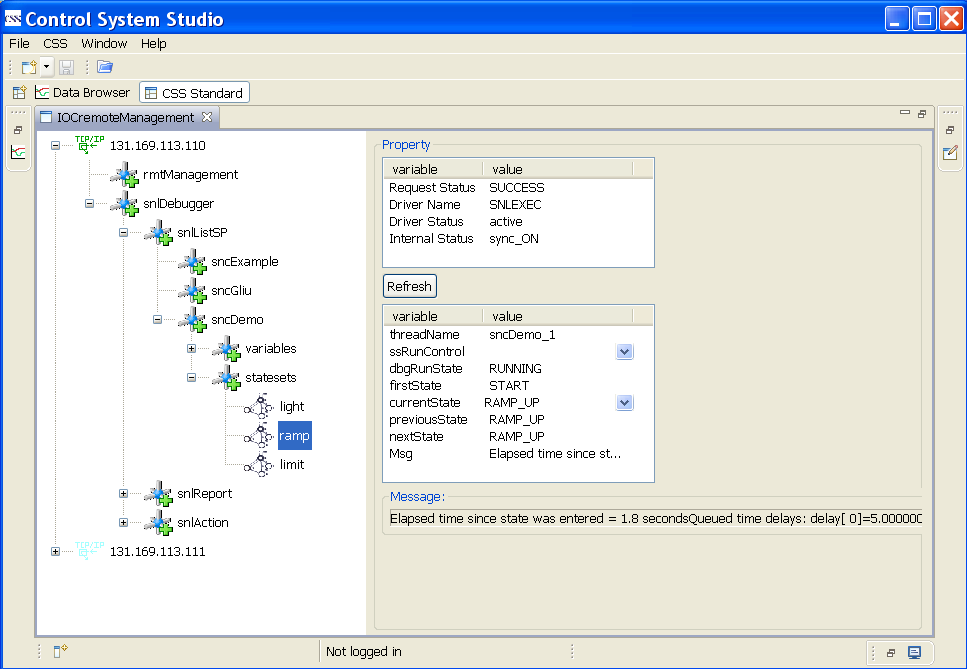 CSS Control System Studio
File CSS Window Help
Data Browser CSS Standard
IOCremoteManagement
TCP/IP 131.169.113.110
rmtManagement
snlDebugger
snlListSP
sncExample
sncGliu
sncDemo
variables
statesets
light
ramp
limit
snlReport
snlAction
TCP/IP 131.169.113.111
Property
variable value
Request Status SUCCESS
Driver Name SNLEXEC
Driver Status active
Internal Status sync_ON
Refresh
variable value
threadName sncDemo_1
ssRunControl
dbgRunState RUNNING
firstState START
currentState RAMP_UP
previousState RAMP_UP
nextState RAMP_UP
Msg Elapsed time since st...
Message:
Elapsed time since state was entered = 1.8 secondsQueued time delays: delay[ 0]=5.000000
Not logged in